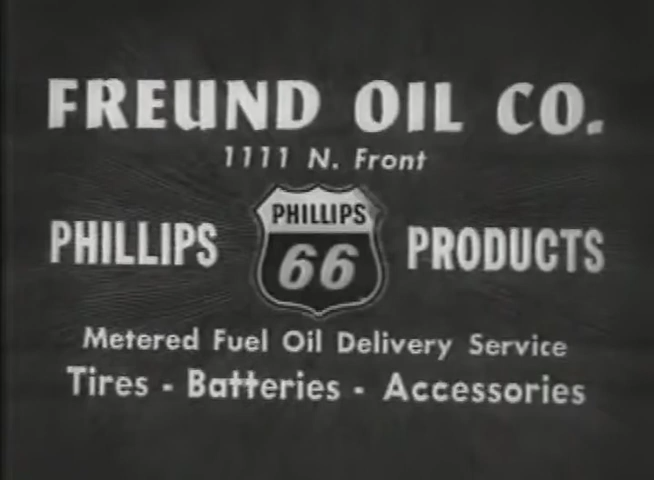 FREUND OIL CO.
1111 N. Front
PHILLIPS PHILLIPS 66 PRODUCTS
Metered Fuel Oil Delivery Service
Tires - Batteries - Accessories